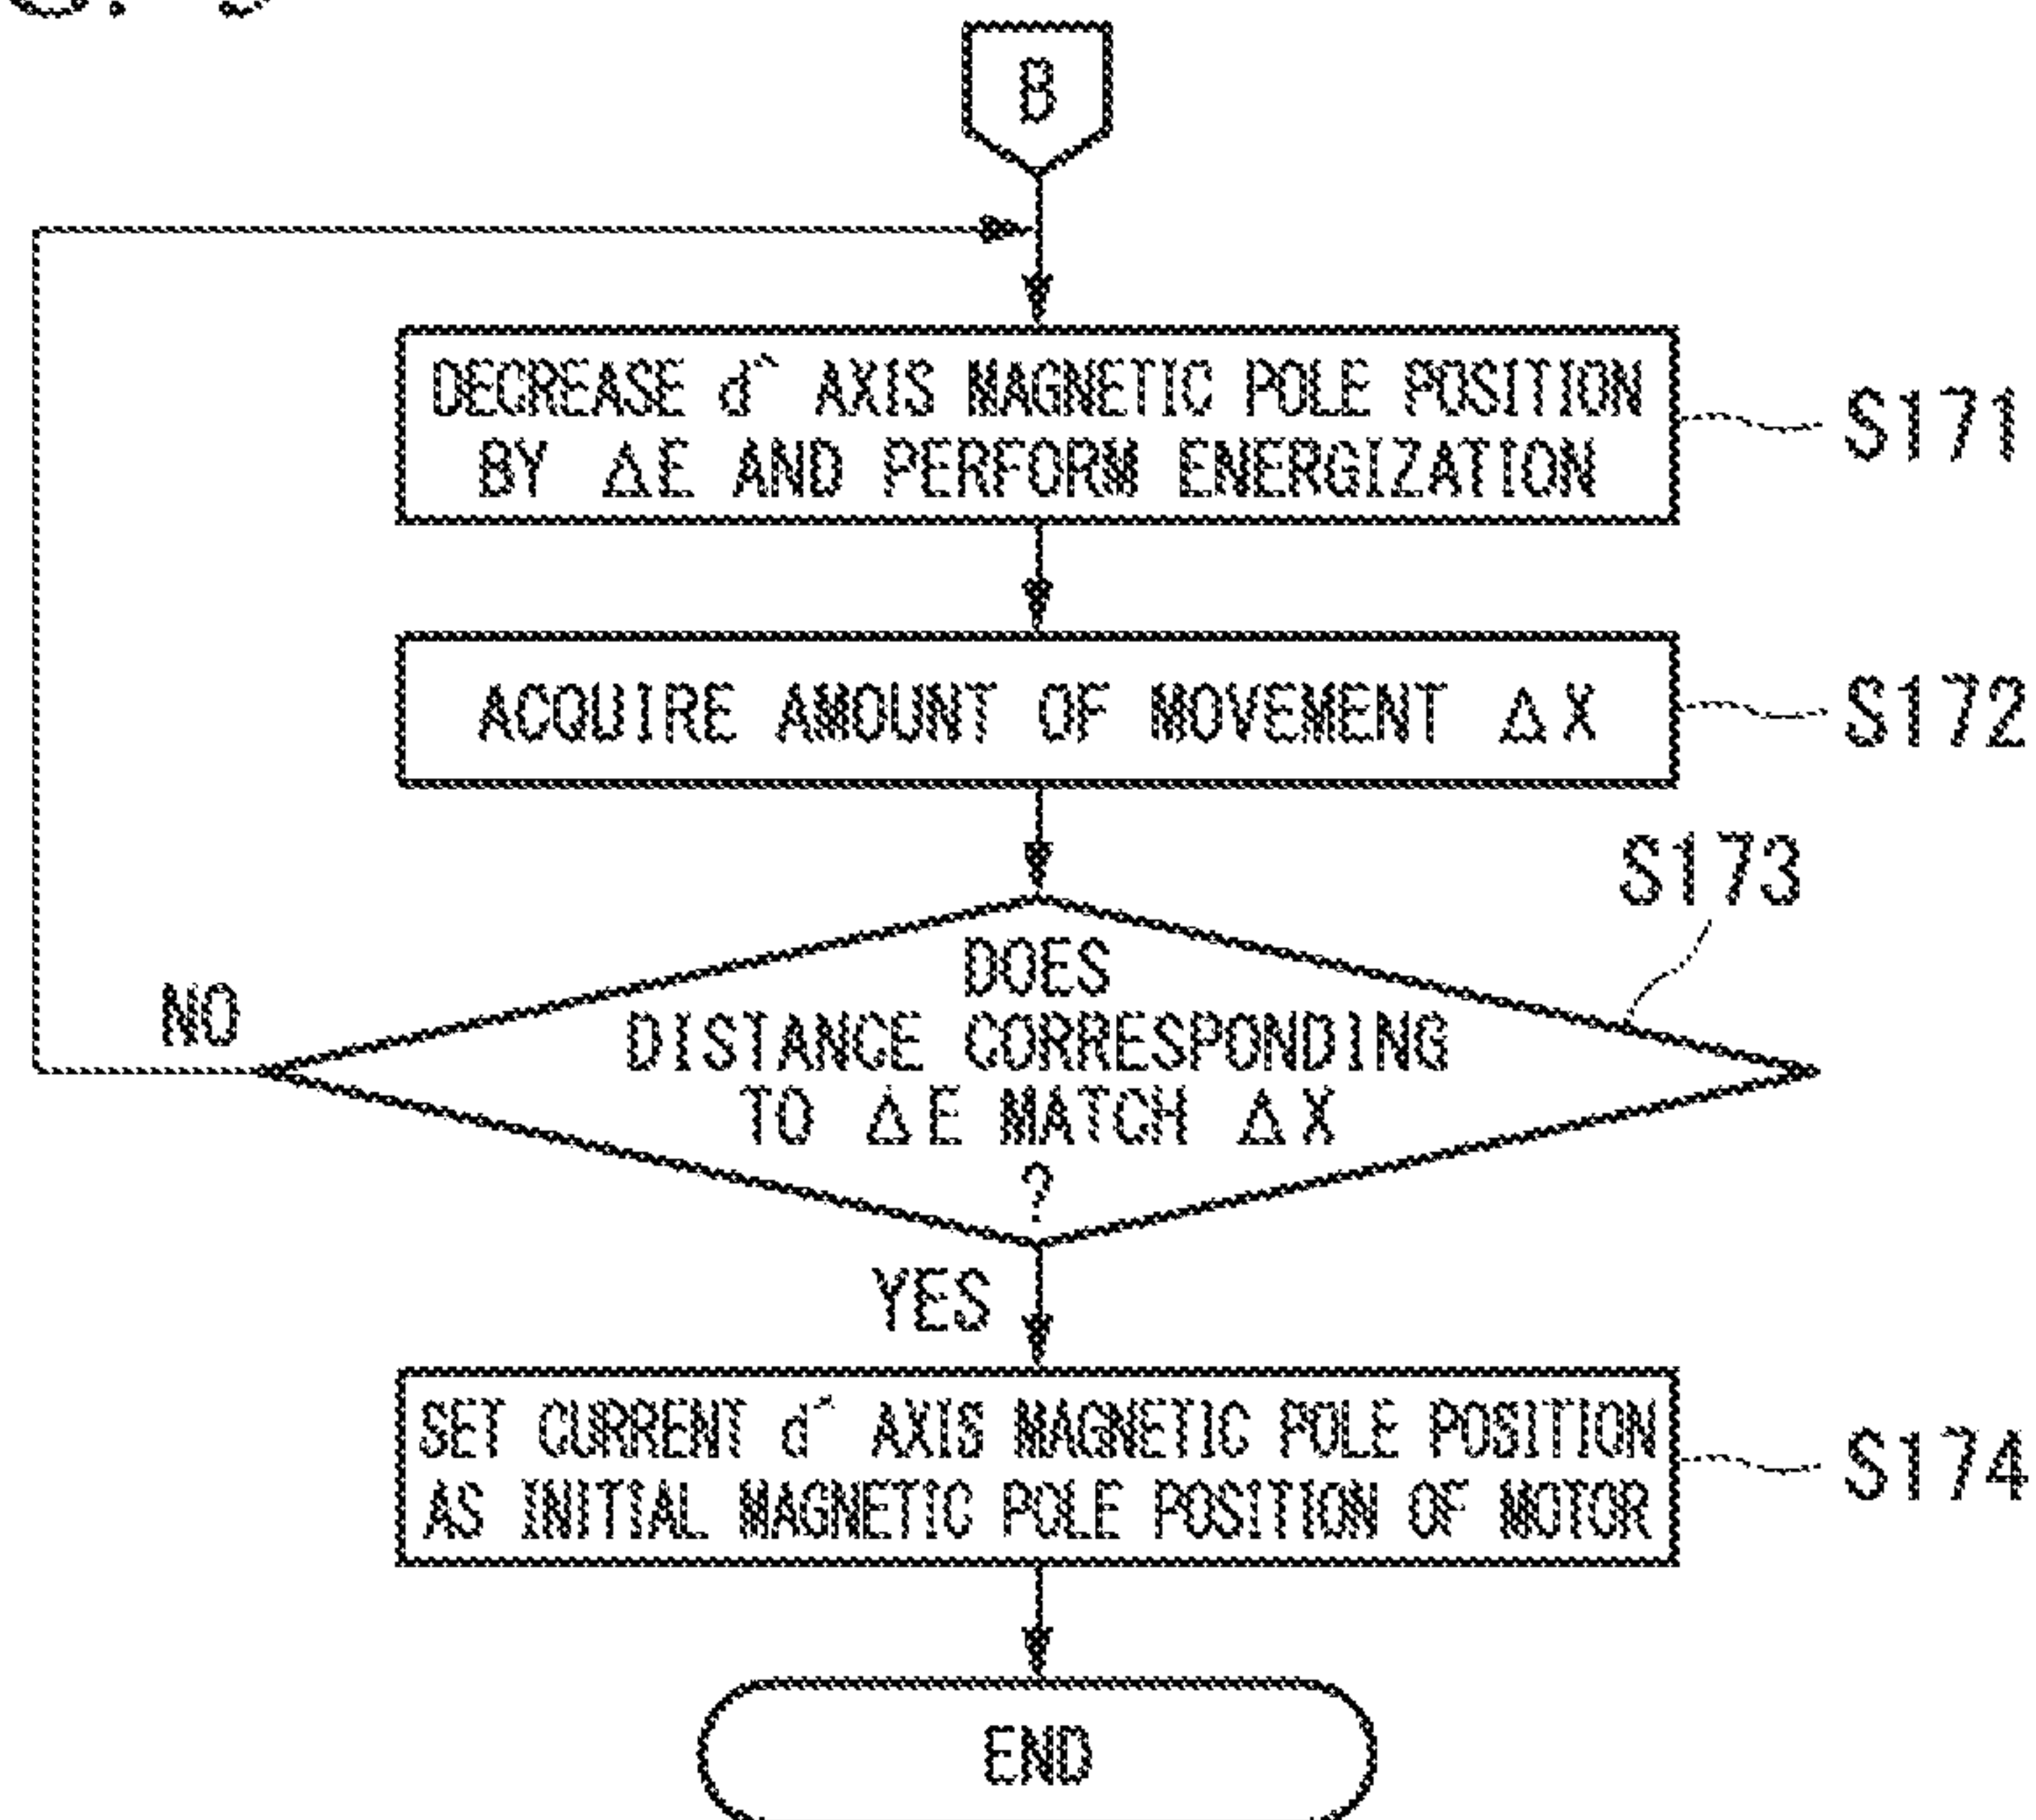 B
DECREASE d^ AXIS MAGNETIC POLE POSITION
BY ΔE AND PERFORM ENERGIZATION
S171
ACQUIRE AMOUNT OF MOVEMENT ΔX
S172
S173
DOES
DISTANCE CORRESPONDING
TO ΔE MATCH ΔX
?
NO
YES
SET CURRENT d^ AXIS MAGNETIC POLE POSITION
AS INITIAL MAGNETIC POLE POSITION OF MOTOR
S174
END